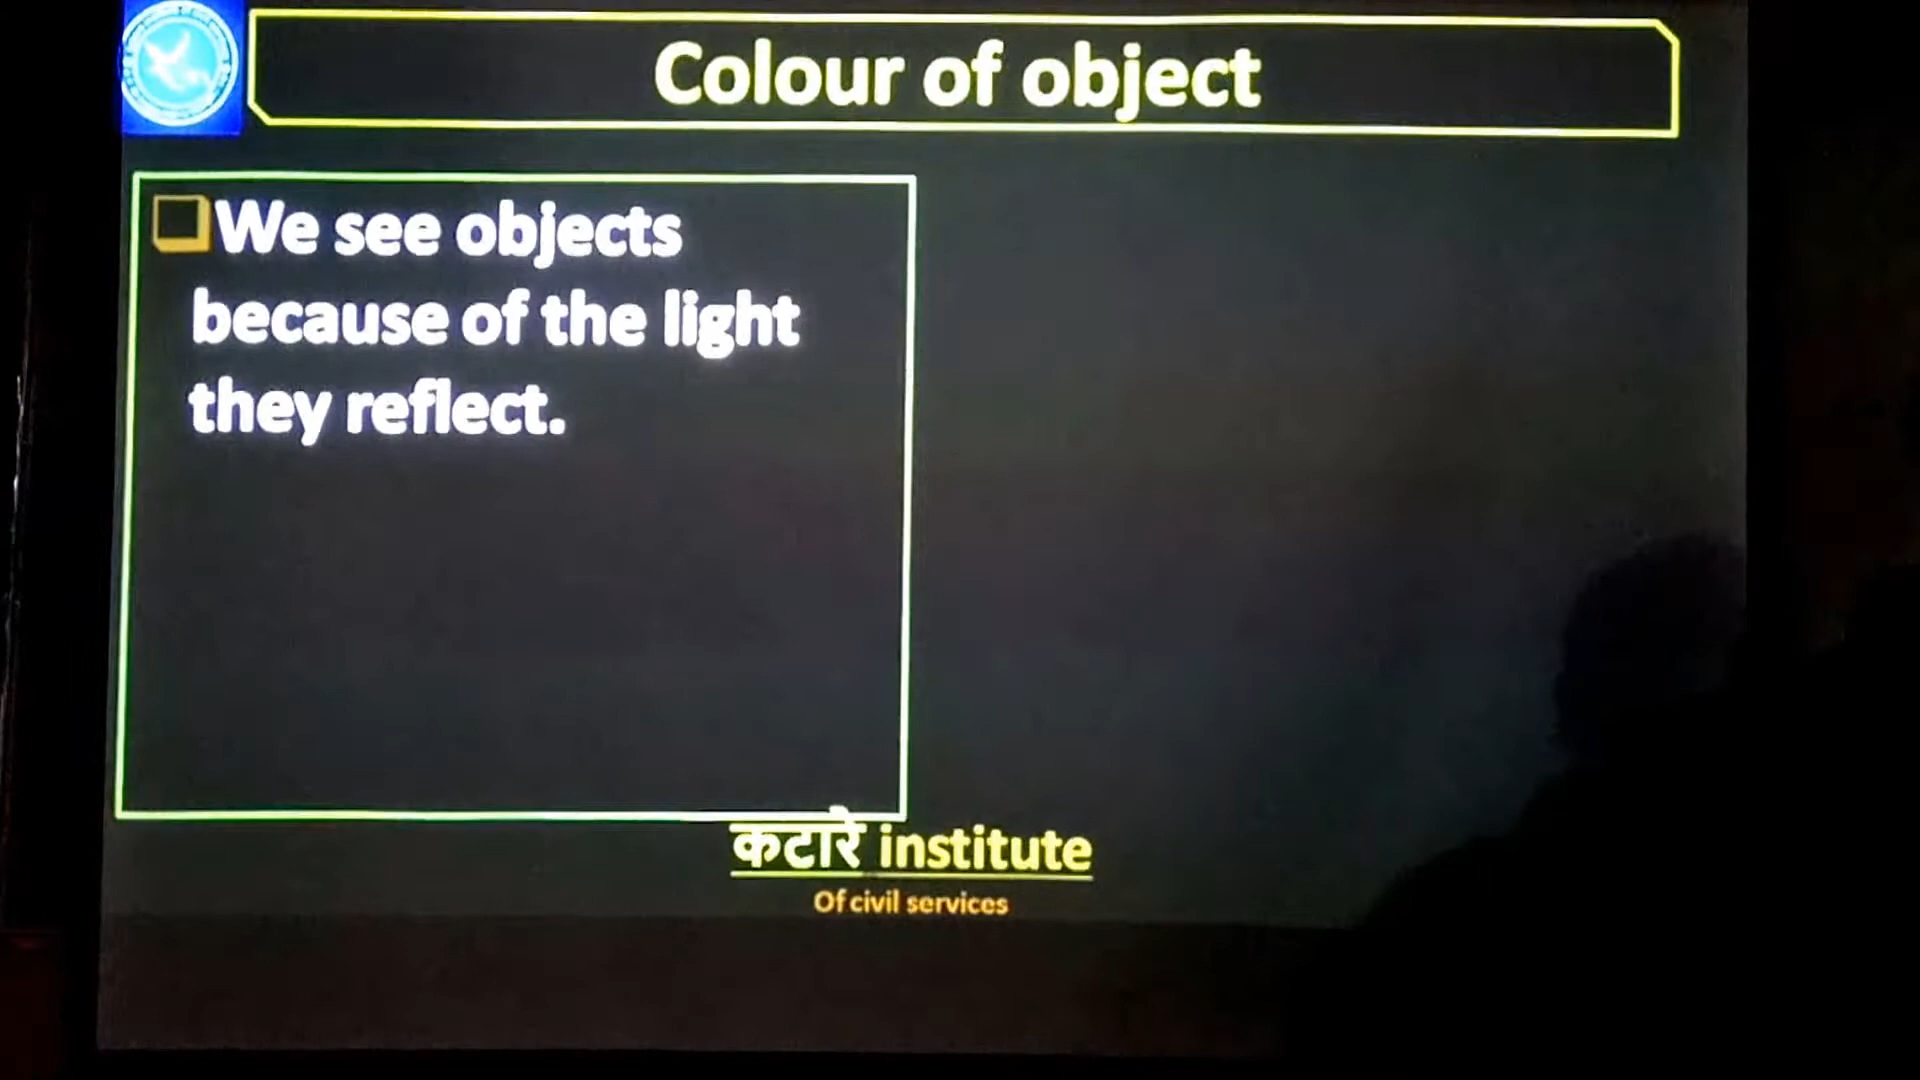 Colour of object
We see objects
because of the light
they reflect.
कटारे institute
Of civil services